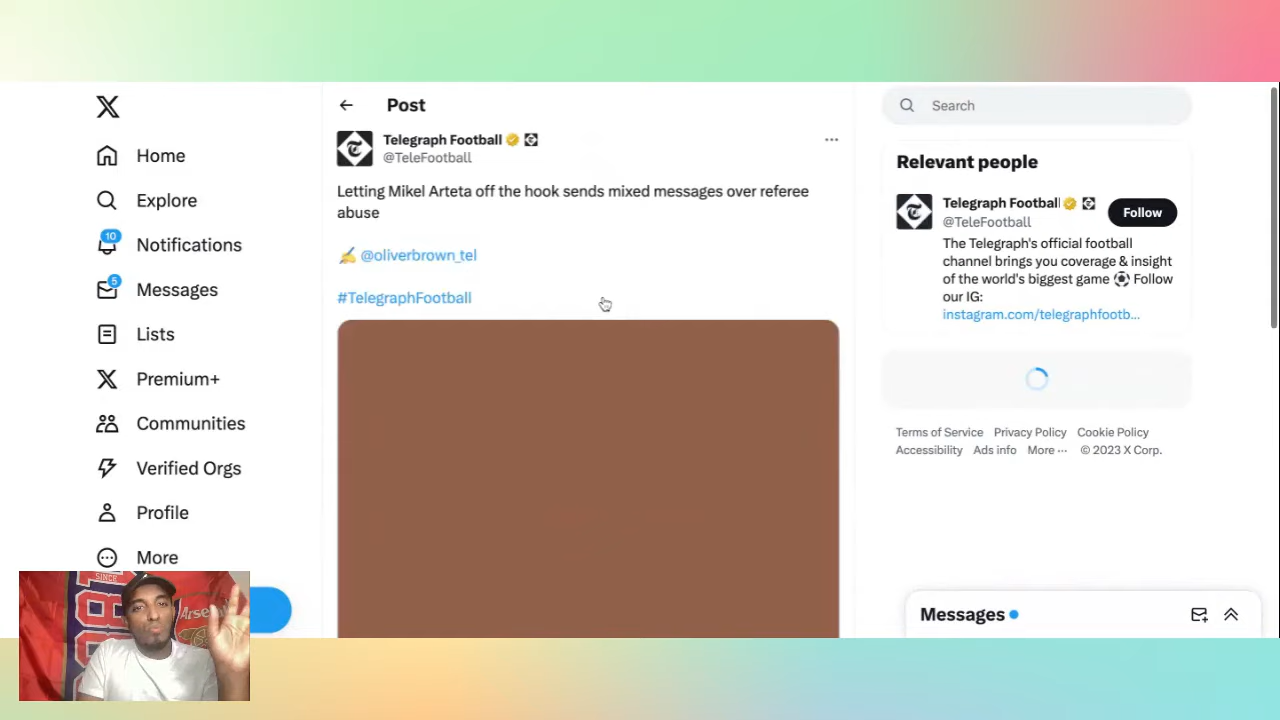 Home
Explore
10
Notifications
5
Messages
Lists
Premium+
Communities
Verified Orgs
Profile
More
Post
Telegraph Football
@TeleFootball
Letting Mikel Arteta off the hook sends mixed messages over referee
abuse
✍️ @oliverbrown_tel
#TelegraphFootball
Search
Relevant people
Telegraph Football
@TeleFootball
Follow
The Telegraph's official football
channel brings you coverage & insight
of the world's biggest game ⚽ Follow
our IG:
instagram.com/telegraphfootb…
Terms of Service Privacy Policy Cookie Policy
Accessibility Ads info More ··· © 2023 X Corp.
Messages
SINCE
Arsenal